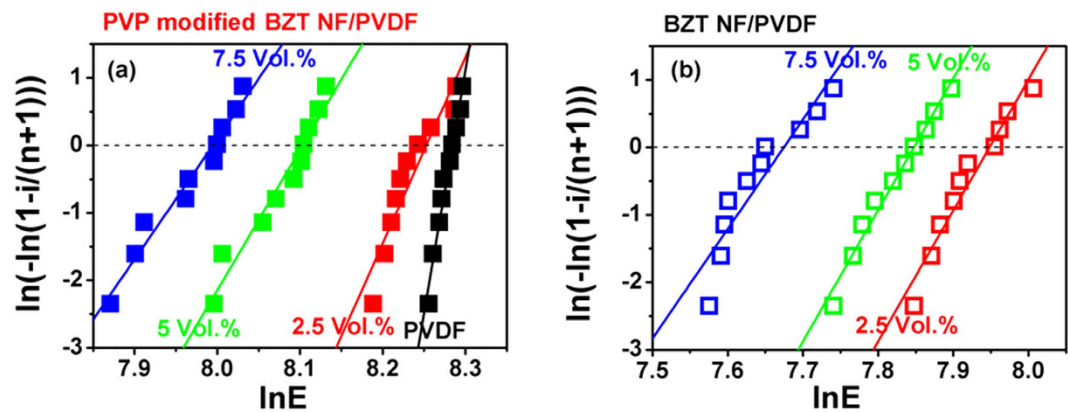 PVP modified BZT NF/PVDF
(a)
7.5 Vol.%
5 Vol.%
2.5 Vol.%
PVDF
ln(-ln(1-i/(n+1)))
1
0
-1
-2
-3
7.9 8.0 8.1 8.2 8.3
lnE
BZT NF/PVDF
(b)
7.5 Vol.%
5 Vol.%
2.5 Vol.%
ln(-ln(1-i/(n+1)))
1
0
-1
-2
-3
7.5 7.6 7.7 7.8 7.9 8.0
lnE